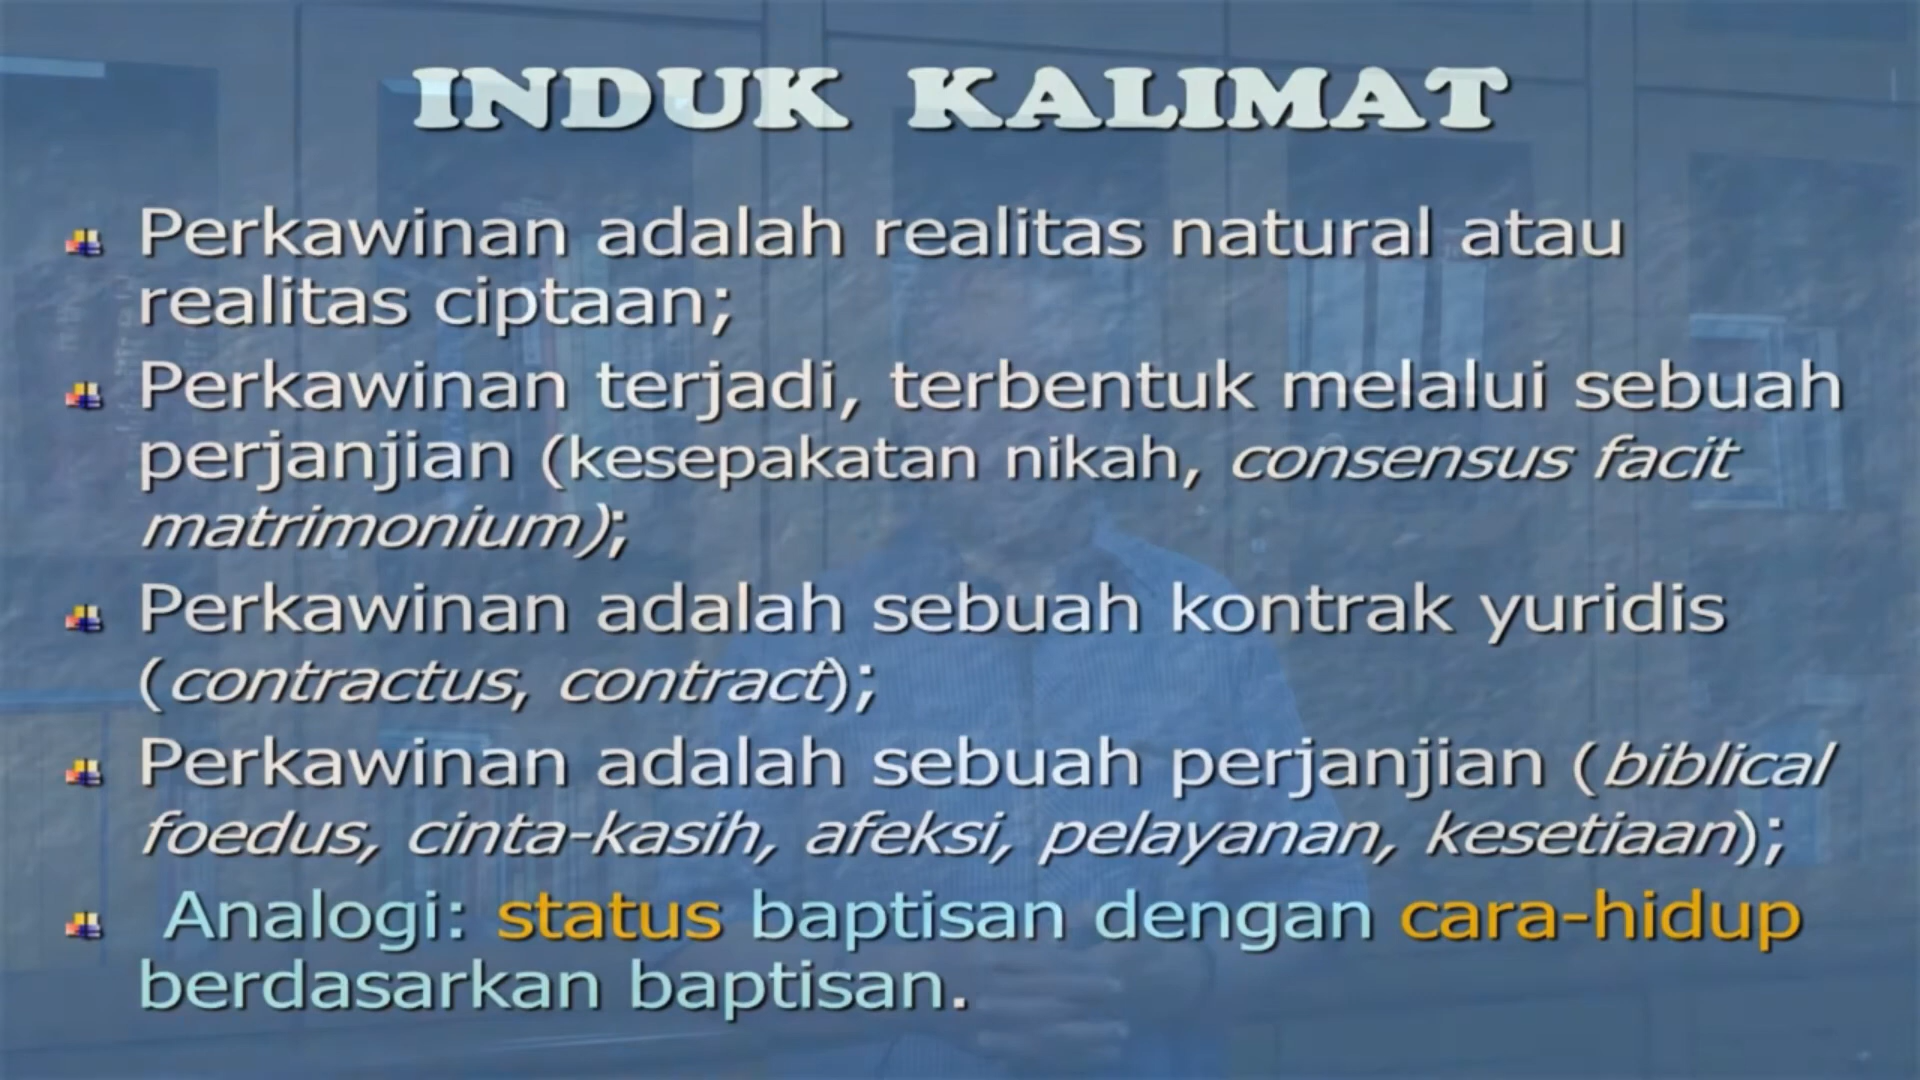 INDUK KALIMAT
Perkawinan adalah realitas natural atau
realitas ciptaan;
Perkawinan terjadi, terbentuk melalui sebuah
perjanjian (kesepakatan nikah, consensus facit
matrimonium);
Perkawinan adalah sebuah kontrak yuridis
(contractus, contract);
Perkawinan adalah sebuah perjanjian (biblical
foedus, cinta-kasih, afeksi, pelayanan, kesetiaan);
Analogi: status baptisan dengan cara-hidup
berdasarkan baptisan.